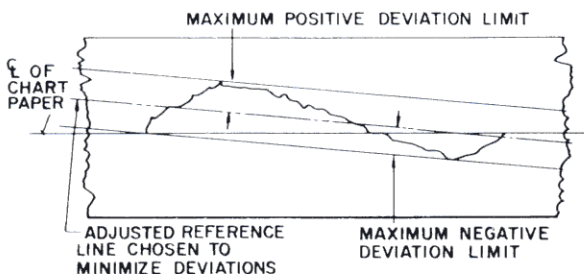 MAXIMUM POSITIVE DEVIATION LIMIT
℄ OF
CHART
PAPER
ADJUSTED REFERENCE
LINE CHOSEN TO
MINIMIZE DEVIATIONS
MAXIMUM NEGATIVE
DEVIATION LIMIT